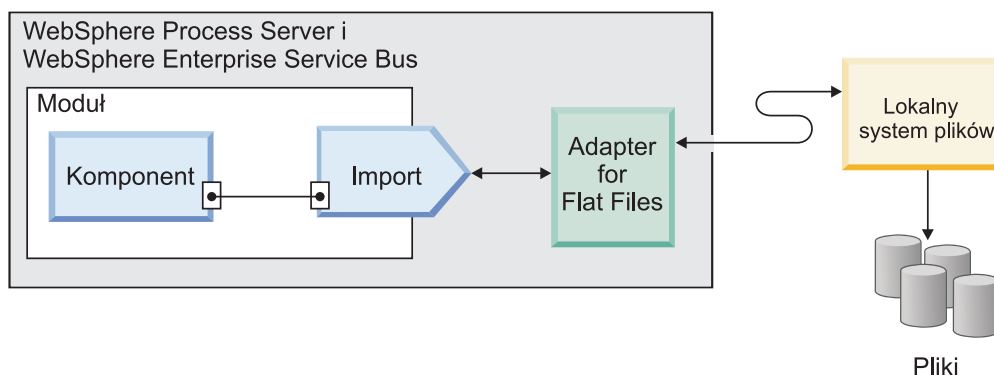 WebSphere Process Server i
WebSphere Enterprise Service Bus
Moduł
Komponent
Import
Adapter
for
Flat Files
Lokalny
system plików
Pliki